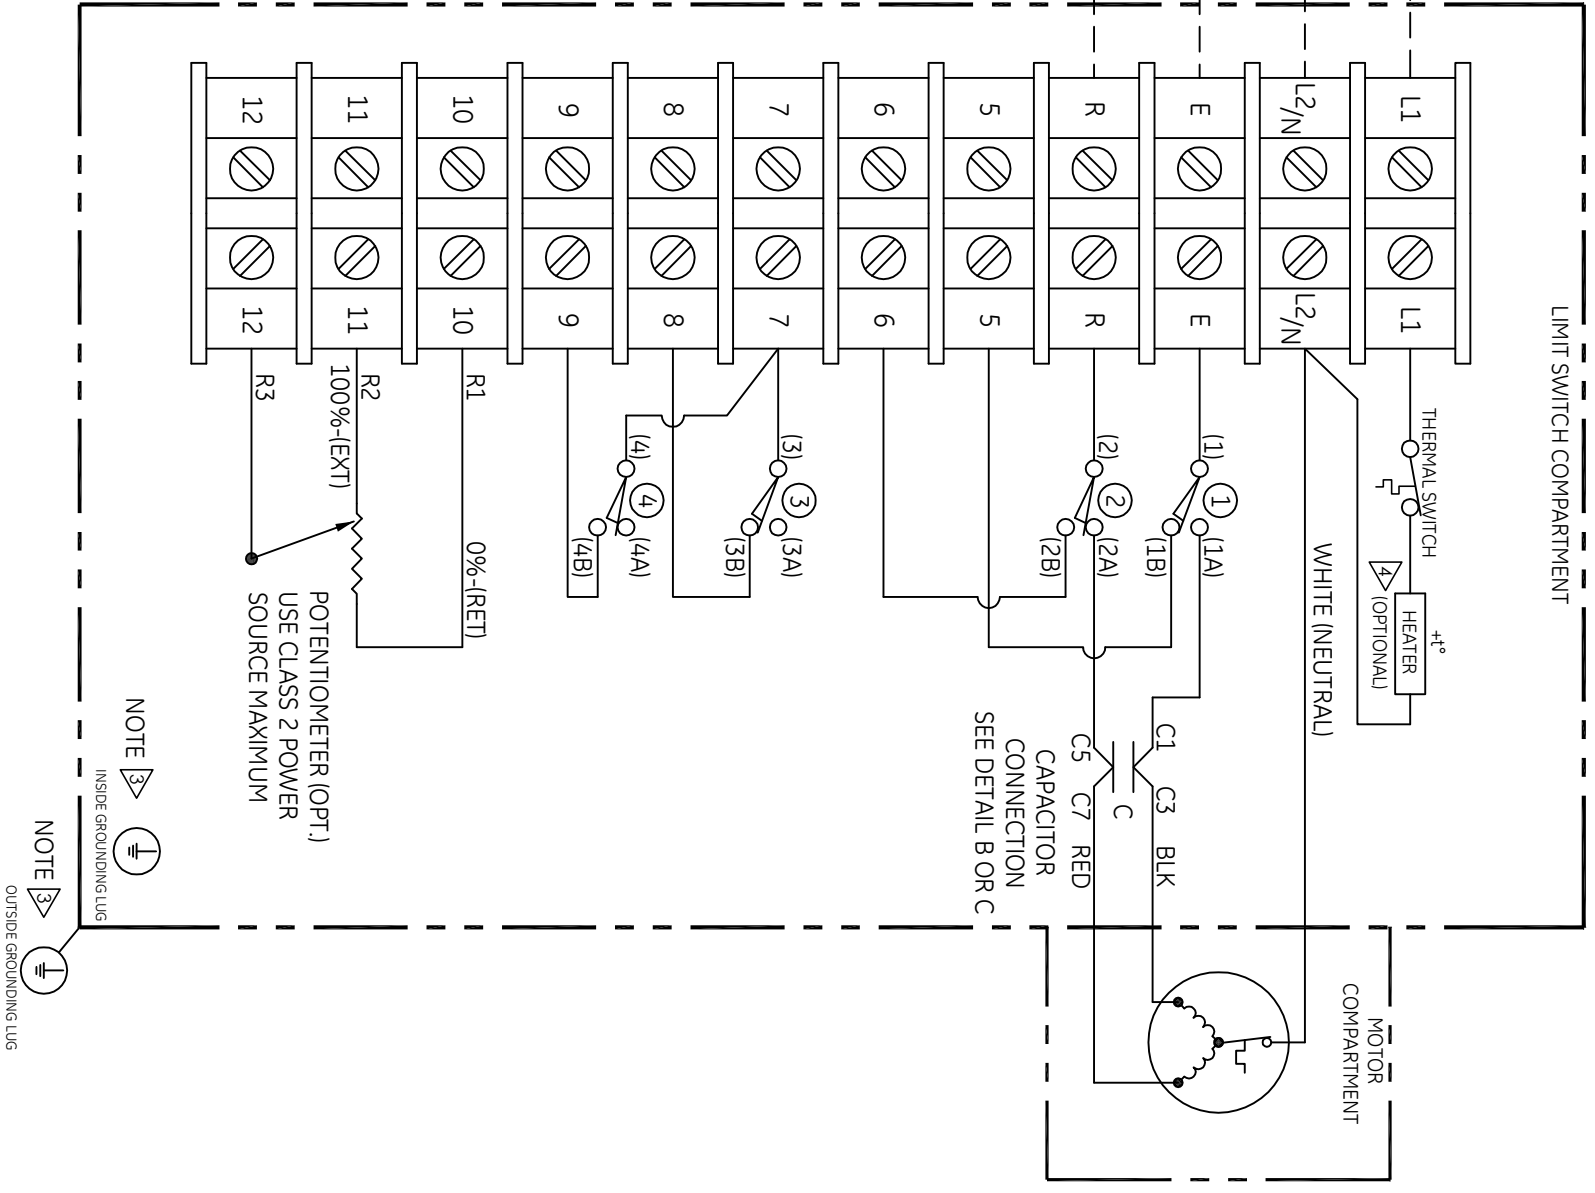 LIMIT SWITCH COMPARTMENT
L1
L1
THERMAL SWITCH
+t°
HEATER
4 (OPTIONAL)
L2/N
L2/N
WHITE (NEUTRAL)
E
E
(1)
1
(1A)
(1B)
R
R
(2)
2
(2A)
(2B)
C1 C3 BLK
C
C5 C7 RED
CAPACITOR
CONNECTION
SEE DETAIL B OR C
MOTOR
COMPARTMENT
5
5
6
6
7
7
(3)
3
(3A)
(3B)
8
8
(4)
4
(4A)
(4B)
9
9
10
10
R1
0%-(RET)
11
11
R2
100%-(EXT)
12
12
R3
POTENTIOMETER (OPT.)
USE CLASS 2 POWER
SOURCE MAXIMUM
NOTE 3
INSIDE GROUNDING LUG
NOTE 3
OUTSIDE GROUNDING LUG